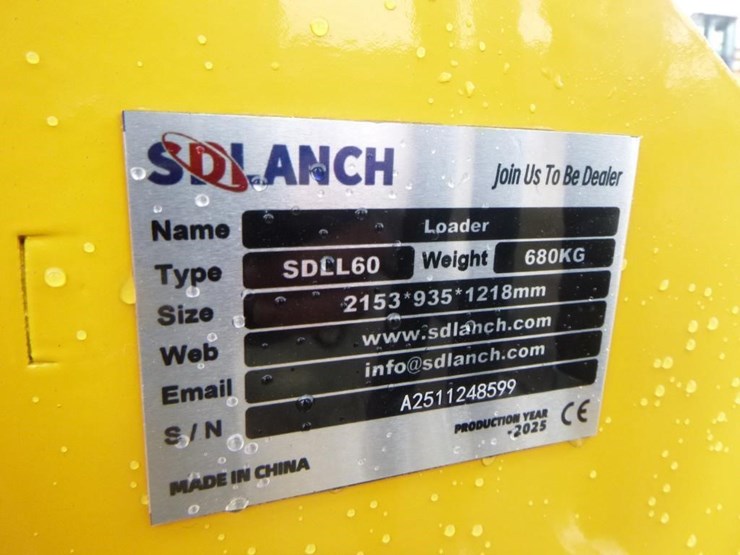 SDLANCH
Join Us To Be Dealer
Name Loader
Type SDLL60 Weight 680KG
Size 2153*935*1218mm
Web www.sdlanch.com
Email info@sdlanch.com
S/N A2511248599
PRODUCTION YEAR
-2025
CE
MADE IN CHINA